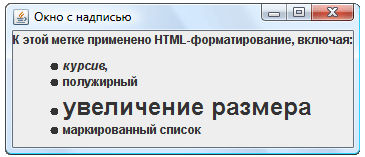 Окно с надписью
К этой метке применено HTML-форматирование, включая:
курсив,
полужирный
увеличение размера
маркированный список